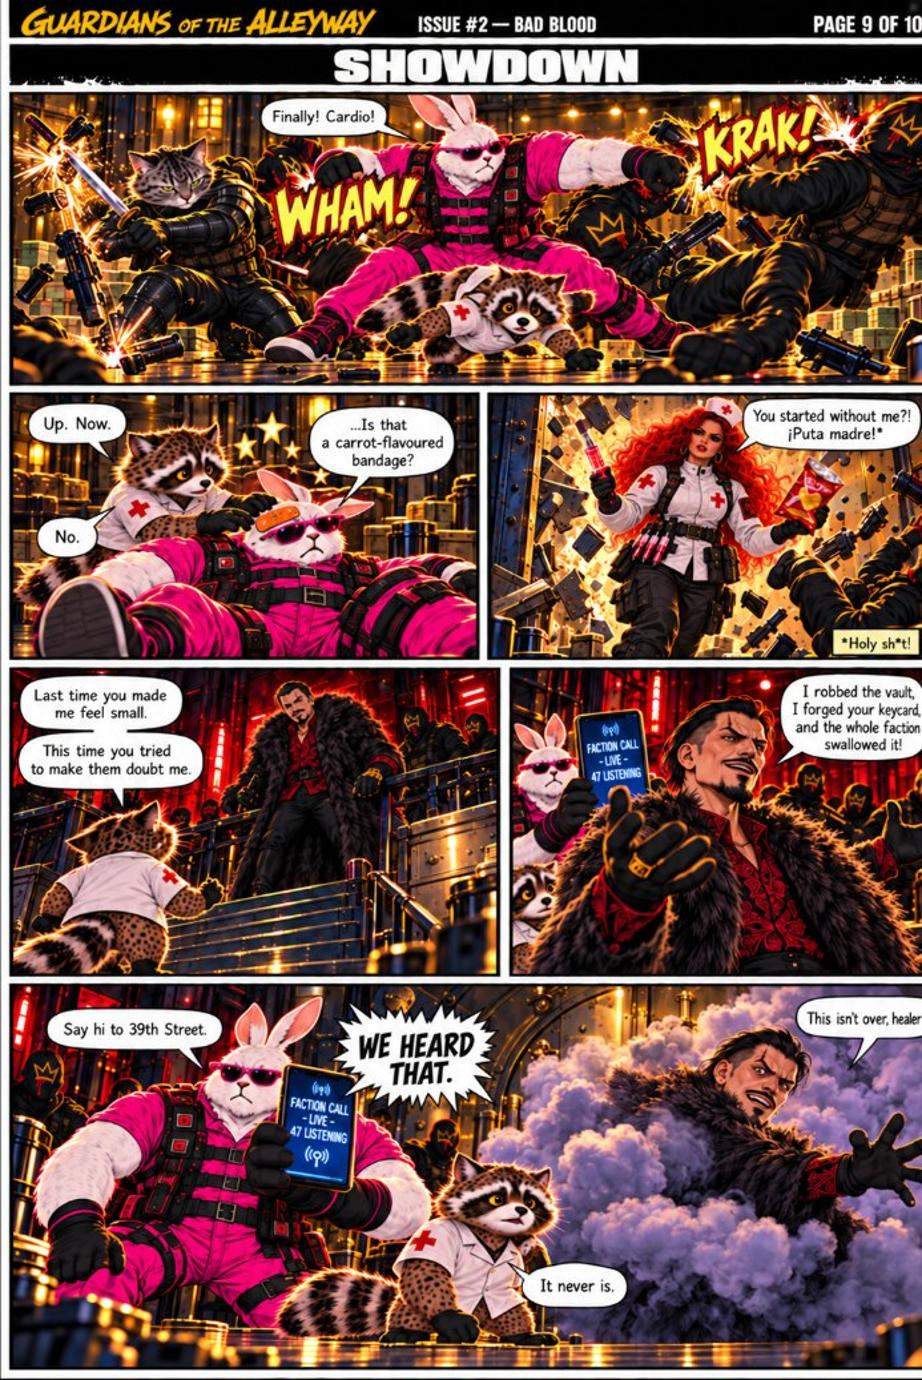 GUARDIANS OF THE ALLEYWAY
ISSUE #2 — BAD BLOOD
PAGE 9 OF 10
SHOWDOWN
Finally! Cardio!
WHAM!
KRAK!
Up. Now.
No.
...Is that
a carrot-flavoured
bandage?
You started without me?!
¡Puta madre!*
*Holy sh*t!
Last time you made
me feel small.
This time you tried
to make them doubt me.
FACTION CALL
- LIVE -
47 LISTENING
I robbed the vault,
I forged your keycard,
and the whole faction
swallowed it!
Say hi to 39th Street.
FACTION CALL
- LIVE -
47 LISTENING
WE HEARD
THAT.
This isn't over, healer
It never is.